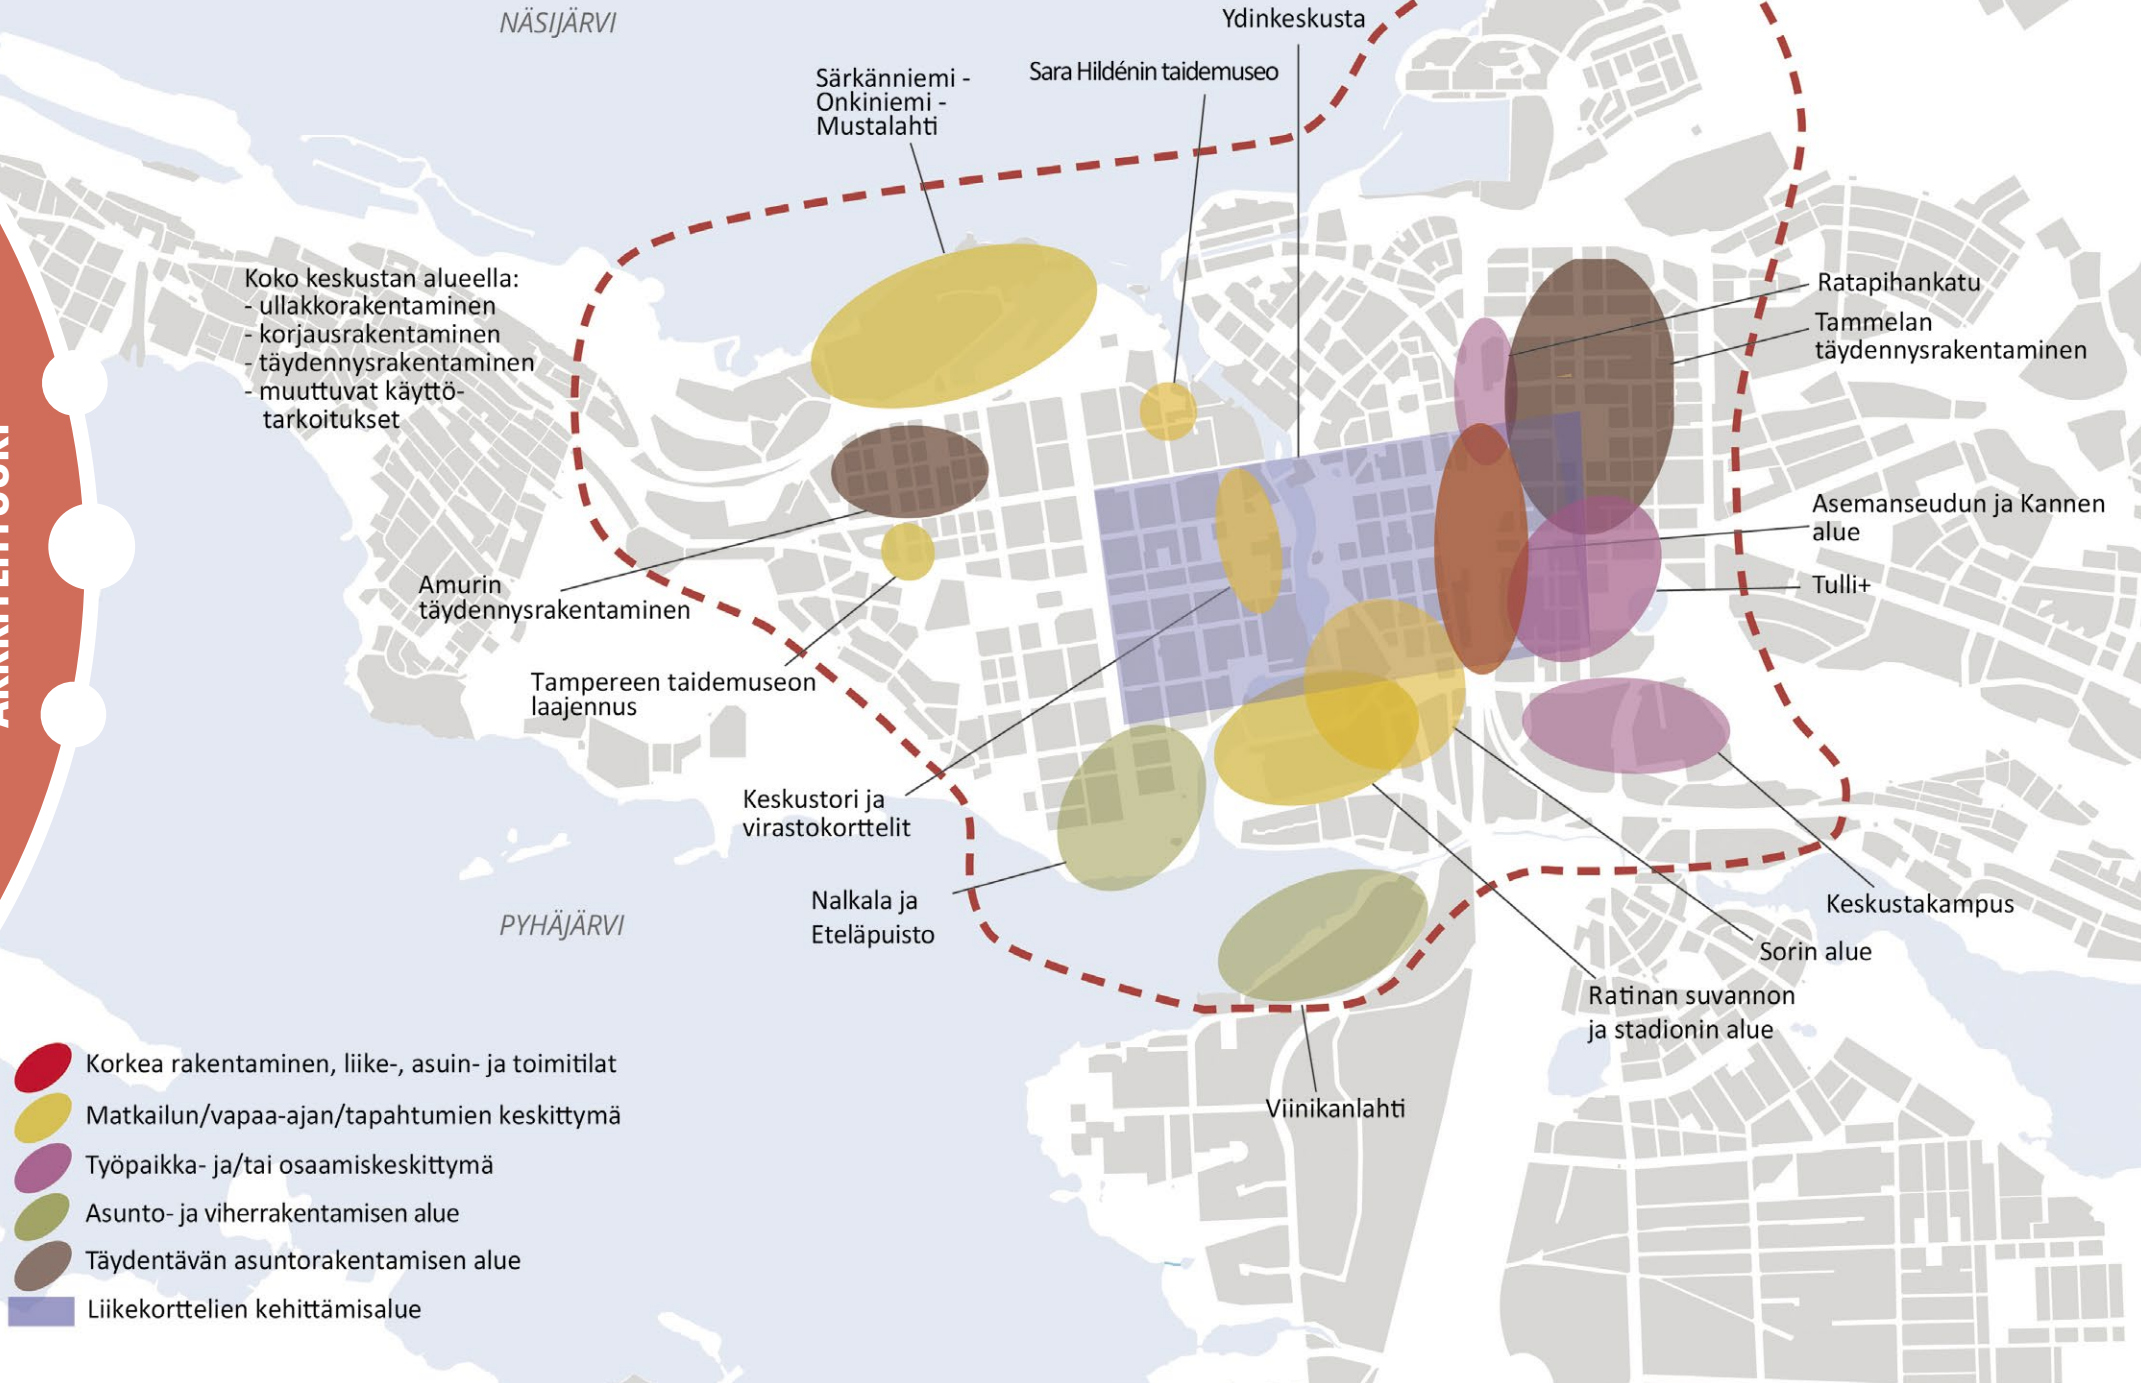 NÄSIJÄRVI
Ydinkeskusta
Särkänniemi -
Onkiniemi -
Mustalahti
Sara Hildénin taidemuseo
Koko keskustan alueella:
- ullakkorakentaminen
- korjausrakentaminen
- täydennysrakentaminen
- muuttuvat käyttö-
tarkoitukset
Ratapihankatu
Tammelan
täydennysrakentaminen
Asemanseudun ja Kannen
alue
Tulli+
Amurin
täydennysrakentaminen
Tampereen taidemuseon
laajennus
Keskustori ja
virastokorttelit
Nalkala ja
Eteläpuisto
PYHÄJÄRVI
Keskustakampus
Sorin alue
Ratinan suvannon
ja stadionin alue
Viinikanlahti
Korkea rakentaminen, liike-, asuin- ja toimitilat
Matkailun/vapaa-ajan/tapahtumien keskittymä
Työpaikka- ja/tai osaamiskeskittymä
Asunto- ja viherrakentamisen alue
Täydentävän asuntorakentamisen alue
Liikekorttelien kehittämisalue